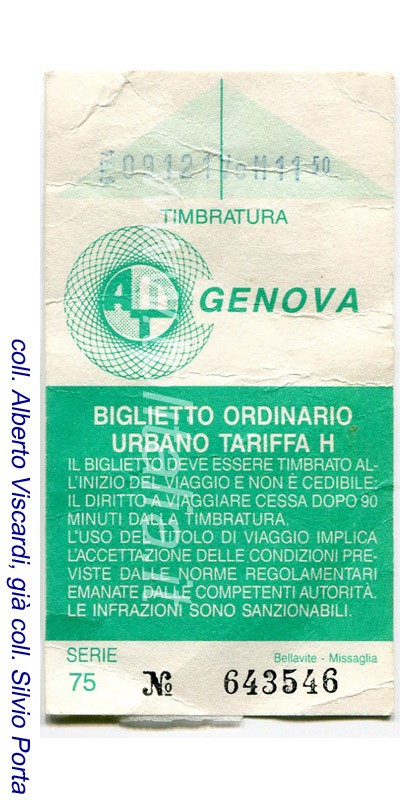 TIMBRATURA
AMT
GENOVA
BIGLIETTO ORDINARIO
URBANO TARIFFA H
IL BIGLIETTO DEVE ESSERE TIMBRATO AL-
L'INIZIO DEL VIAGGIO E NON È CEDIBILE:
IL DIRITTO A VIAGGIARE CESSA DOPO 90
MINUTI DALLA TIMBRATURA.
L'USO DEL TITOLO DI VIAGGIO IMPLICA
L'ACCETTAZIONE DELLE CONDIZIONI PRE-
VISTE DALLE NORME REGOLAMENTARI
EMANATE DALLE COMPETENTI AUTORITÀ.
LE INFRAZIONI SONO SANZIONABILI.
SERIE
Bellavite - Missaglia
75 № 643546
coll. Alberto Viscardi, già coll. Silvio Porta